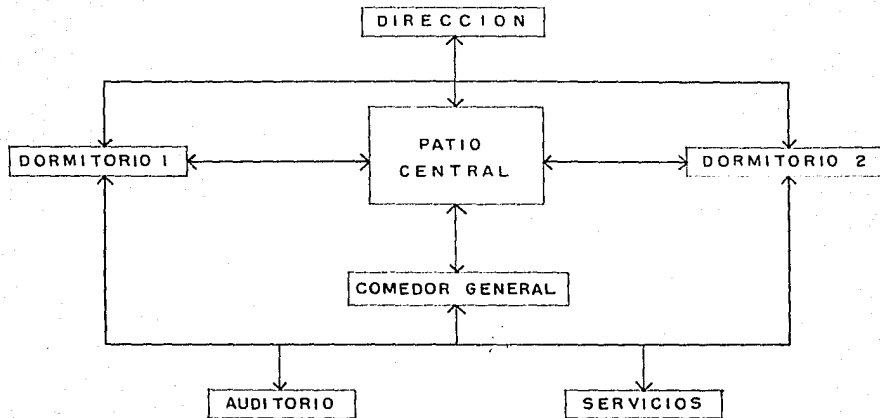 DIRECCION
PATIO
CENTRAL
DORMITORIO 1
DORMITORIO 2
COMEDOR GENERAL
AUDITORIO
SERVICIOS